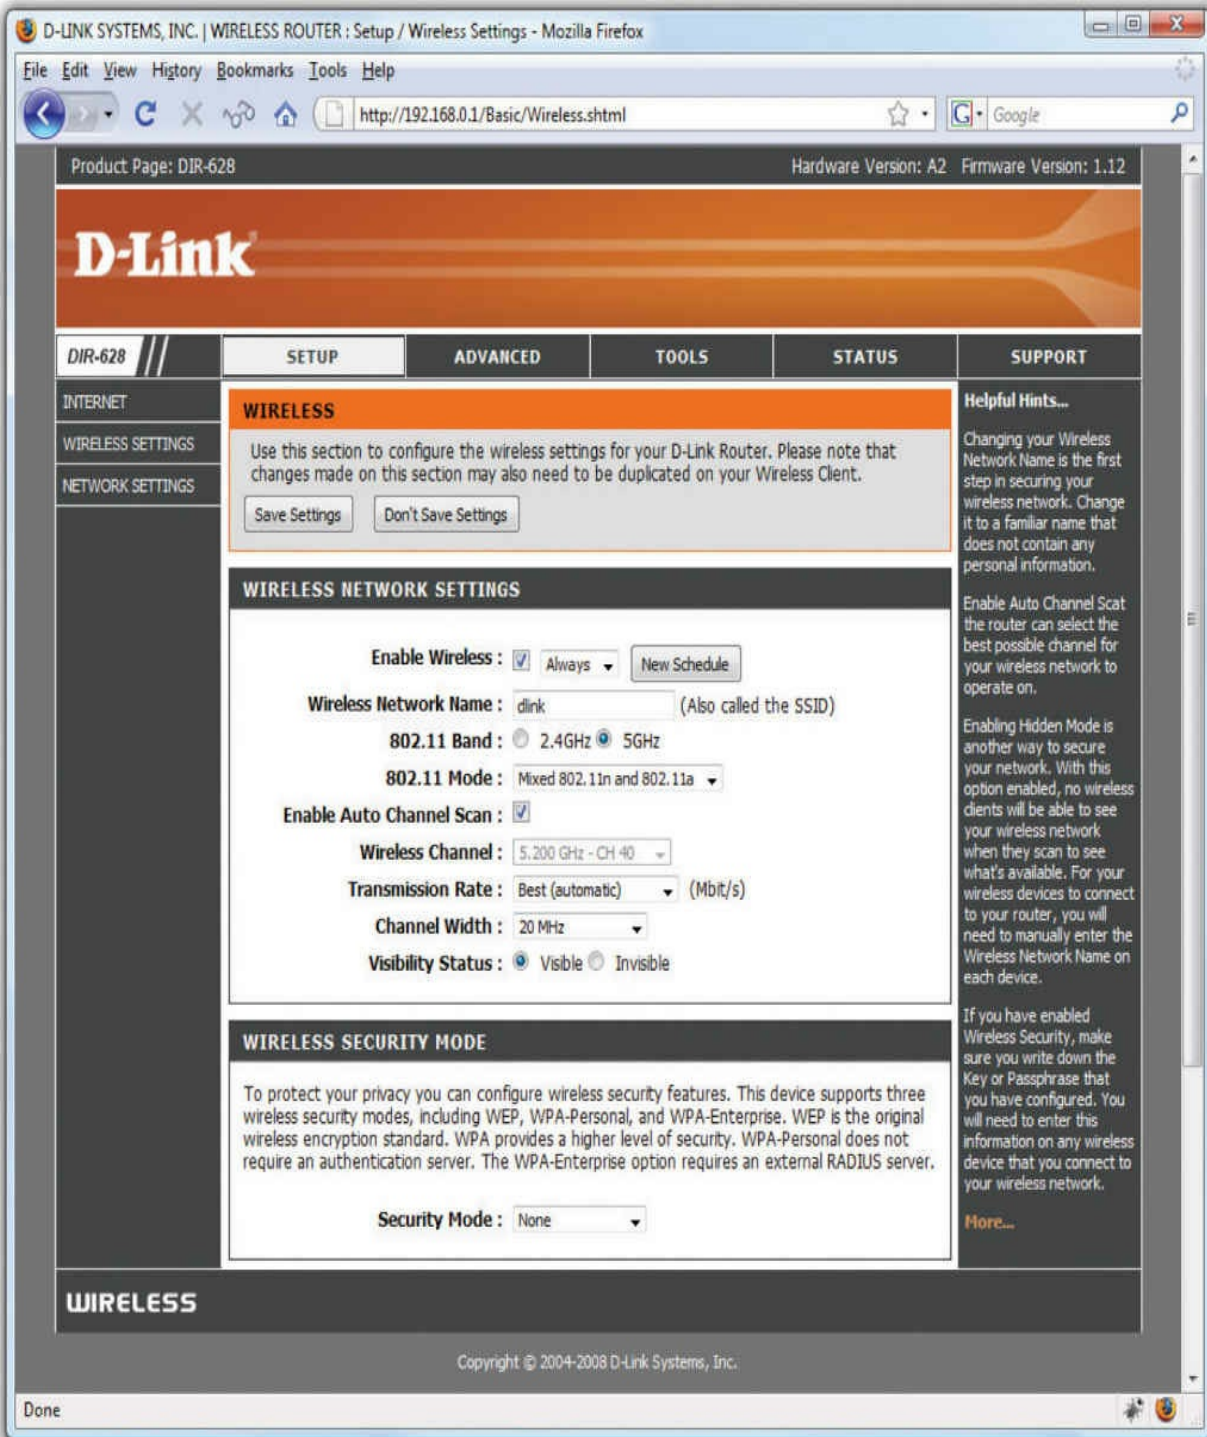 D-LINK SYSTEMS, INC. | WIRELESS ROUTER : Setup / Wireless Settings - Mozilla Firefox
File Edit View History Bookmarks Tools Help
http://192.168.0.1/Basic/Wireless.shtml
G Google
Product Page: DIR-628
Hardware Version: A2 Firmware Version: 1.12
D-Link
DIR-628
SETUP
ADVANCED
TOOLS
STATUS
SUPPORT
INTERNET
WIRELESS SETTINGS
NETWORK SETTINGS
WIRELESS
Use this section to configure the wireless settings for your D-Link Router. Please note that
changes made on this section may also need to be duplicated on your Wireless Client.
Save Settings
Don't Save Settings
WIRELESS NETWORK SETTINGS
Enable Wireless : Always New Schedule
Wireless Network Name : dlink (Also called the SSID)
802.11 Band : 2.4GHz 5GHz
802.11 Mode : Mixed 802.11n and 802.11a
Enable Auto Channel Scan :
Wireless Channel : 5.200 GHz - CH 40
Transmission Rate : Best (automatic) (Mbit/s)
Channel Width : 20 MHz
Visibility Status : Visible Invisible
WIRELESS SECURITY MODE
To protect your privacy you can configure wireless security features. This device supports three
wireless security modes, including WEP, WPA-Personal, and WPA-Enterprise. WEP is the original
wireless encryption standard. WPA provides a higher level of security. WPA-Personal does not
require an authentication server. The WPA-Enterprise option requires an external RADIUS server.
Security Mode : None
Helpful Hints...
Changing your Wireless
Network Name is the first
step in securing your
wireless network. Change
it to a familiar name that
does not contain any
personal information.
Enable Auto Channel Scat
the router can select the
best possible channel for
your wireless network to
operate on.
Enabling Hidden Mode is
another way to secure
your network. With this
option enabled, no wireless
clients will be able to see
your wireless network
when they scan to see
what's available. For your
wireless devices to connect
to your router, you will
need to manually enter the
Wireless Network Name on
each device.
If you have enabled
Wireless Security, make
sure you write down the
Key or Passphrase that
you have configured. You
will need to enter this
information on any wireless
device that you connect to
your wireless network.
More...
WIRELESS
Copyright © 2004-2008 D-Link Systems, Inc.
Done